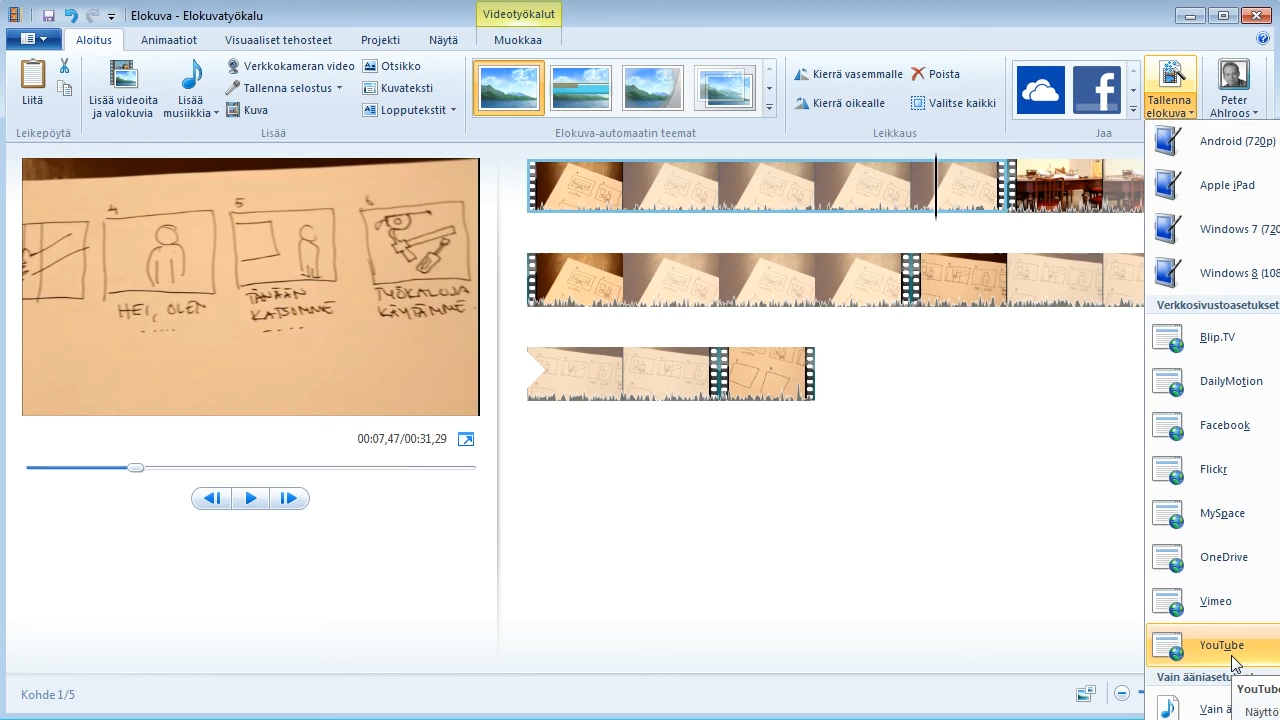 Elokuva - Elokuvatyökalu
Videotyökalut
Aloitus
Animaatiot
Visuaaliset tehosteet
Projekti
Näytä
Muokkaa
Liitä
Leikepöytä
Lisää videoita
ja valokuvia
Lisää
musiikkia
Verkkokameran video
Tallenna selostus
Kuva
Otsikko
Kuvateksti
Lopputekstit
Lisää
Elokuva-automaatin teemat
Kierrä vasemmalle
Poista
Kierrä oikealle
Valitse kaikki
Leikkaus
Jaa
Tallenna
elokuva
Peter
Ahlroos
4
5
6
HEI, OLEN
.....
TÄNÄÄN
KATSOMME
....
TYÖKALUJA
KÄYTÄMME
00:07,47/00:31,29
Android (720p)
Apple iPad
Windows 7 (720
Windows 8 (108
Verkkosivustoasetukset
Blip.TV
DailyMotion
Facebook
Flickr
MySpace
OneDrive
Vimeo
YouTube
Vain ääniasetu
YouTube
Vain ä
Näyttö
Kohde 1/5